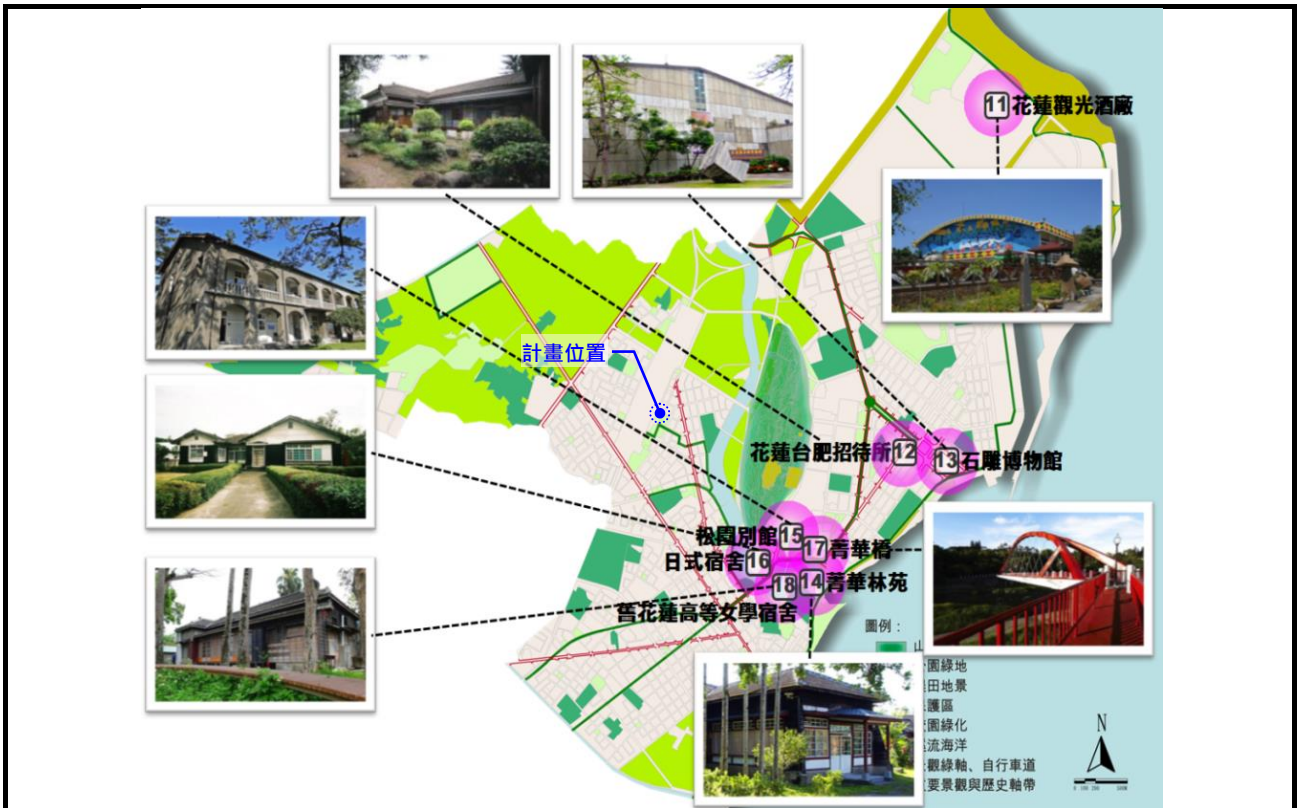 11 花蓮觀光酒廠
計畫位置
花蓮台肥招待所 12
13 石雕博物館
松園別館 15
17 菁華橋
日式宿舍 16
14 菁華林苑
18
舊花蓮高等女學宿舍
圖例：
山
園綠地
田地景
護區
園綠化
流海洋
觀綠軸、自行車道
要景觀與歷史軸帶
N